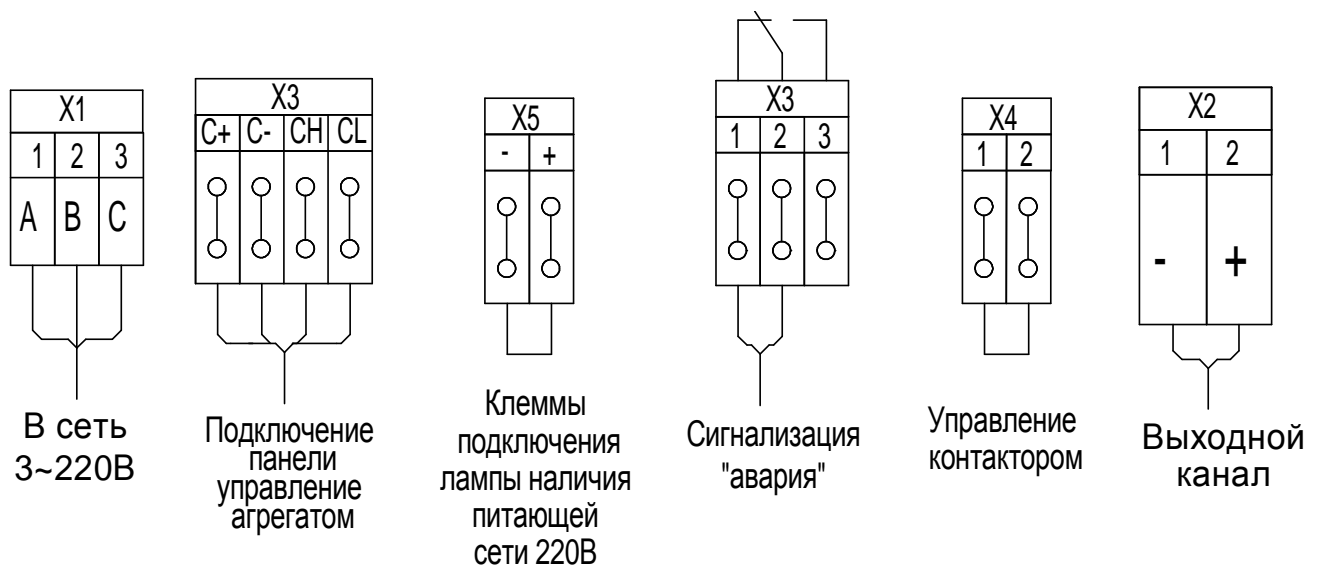 X1
1 2 3
A B C
В сеть
3~220В
X3
C+ C- CH CL
Подключение
панели
управление
агрегатом
X5
- +
Клеммы
подключения
лампы наличия
питающей
сети 220В
X3
1 2 3
Сигнализация
"авария"
X4
1 2
Управление
контактором
X2
1 2
- +
Выходной
канал